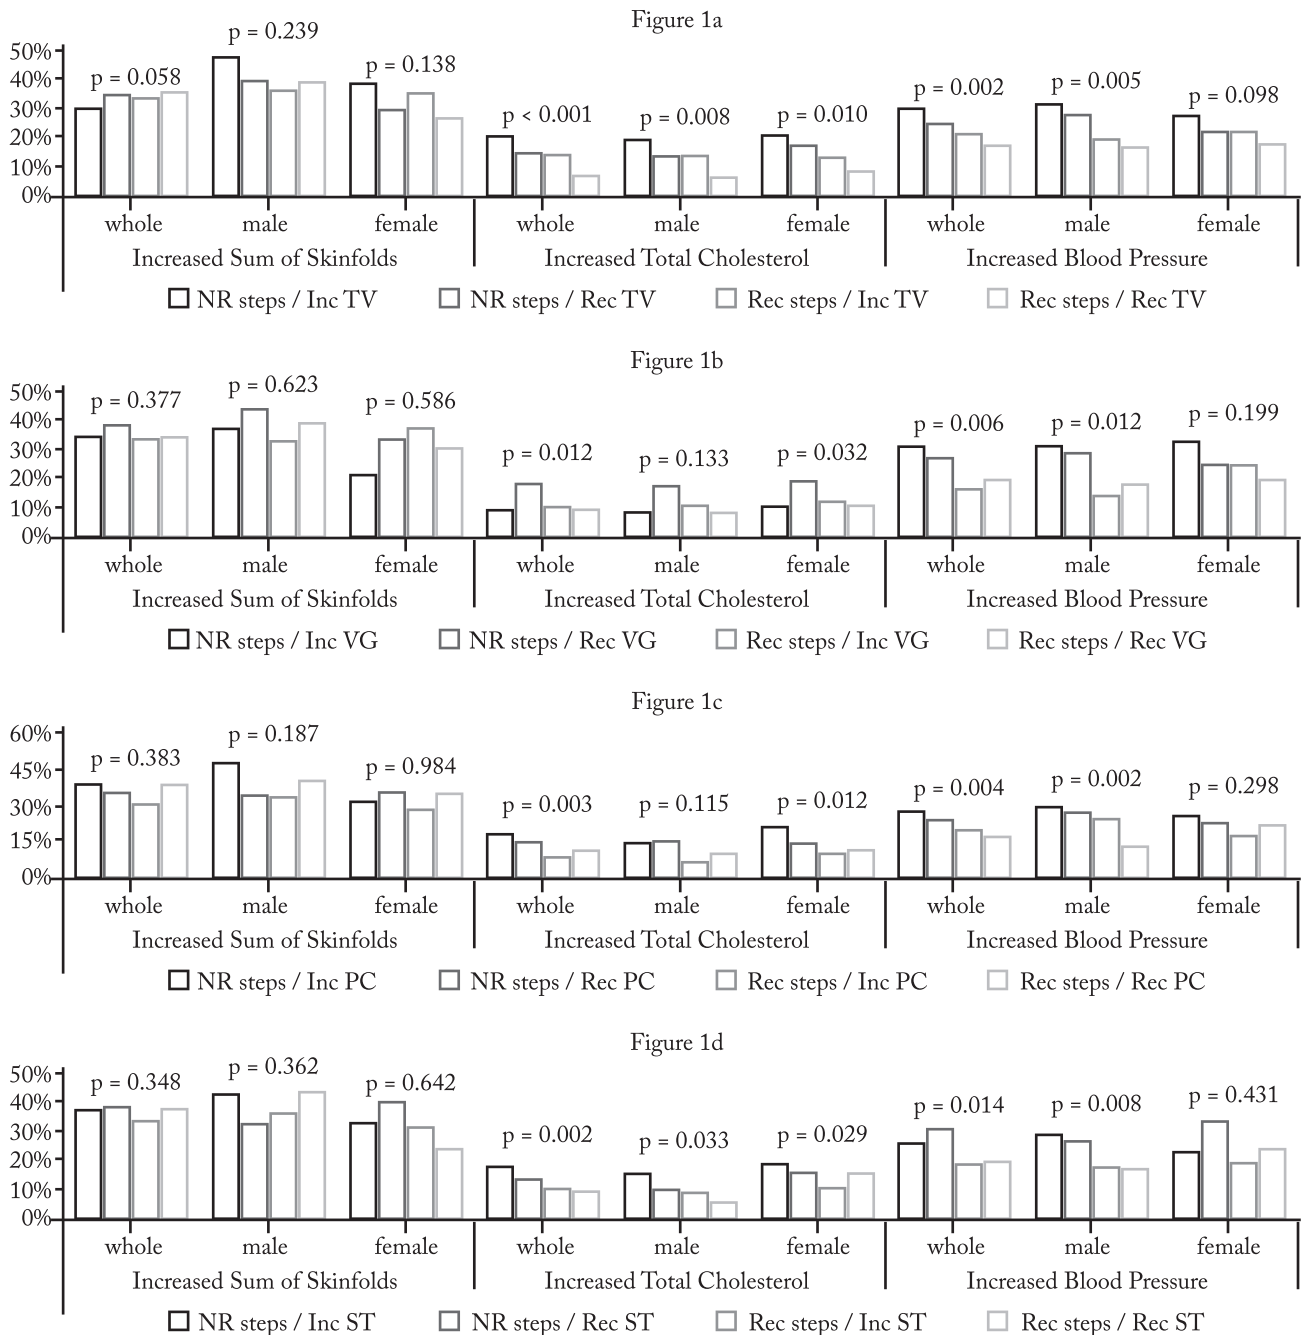 Figure 1a
50%
40%
30%
20%
10%
0%
p = 0.058
p = 0.239
p = 0.138
p < 0.001
p = 0.008
p = 0.010
p = 0.002
p = 0.005
p = 0.098
whole male female whole male female whole male female
Increased Sum of Skinfolds Increased Total Cholesterol Increased Blood Pressure
NR steps / Inc TV NR steps / Rec TV Rec steps / Inc TV Rec steps / Rec TV
Figure 1b
50%
40%
30%
20%
10%
0%
p = 0.377
p = 0.623
p = 0.586
p = 0.012
p = 0.133
p = 0.032
p = 0.006
p = 0.012
p = 0.199
whole male female whole male female whole male female
Increased Sum of Skinfolds Increased Total Cholesterol Increased Blood Pressure
NR steps / Inc VG NR steps / Rec VG Rec steps / Inc VG Rec steps / Rec VG
Figure 1c
60%
45%
30%
15%
0%
p = 0.383
p = 0.187
p = 0.984
p = 0.003
p = 0.115
p = 0.012
p = 0.004
p = 0.002
p = 0.298
whole male female whole male female whole male female
Increased Sum of Skinfolds Increased Total Cholesterol Increased Blood Pressure
NR steps / Inc PC NR steps / Rec PC Rec steps / Inc PC Rec steps / Rec PC
Figure 1d
50%
40%
30%
20%
10%
0%
p = 0.348
p = 0.362
p = 0.642
p = 0.002
p = 0.033
p = 0.029
p = 0.014
p = 0.008
p = 0.431
whole male female whole male female whole male female
Increased Sum of Skinfolds Increased Total Cholesterol Increased Blood Pressure
NR steps / Inc ST NR steps / Rec ST Rec steps / Inc ST Rec steps / Rec ST